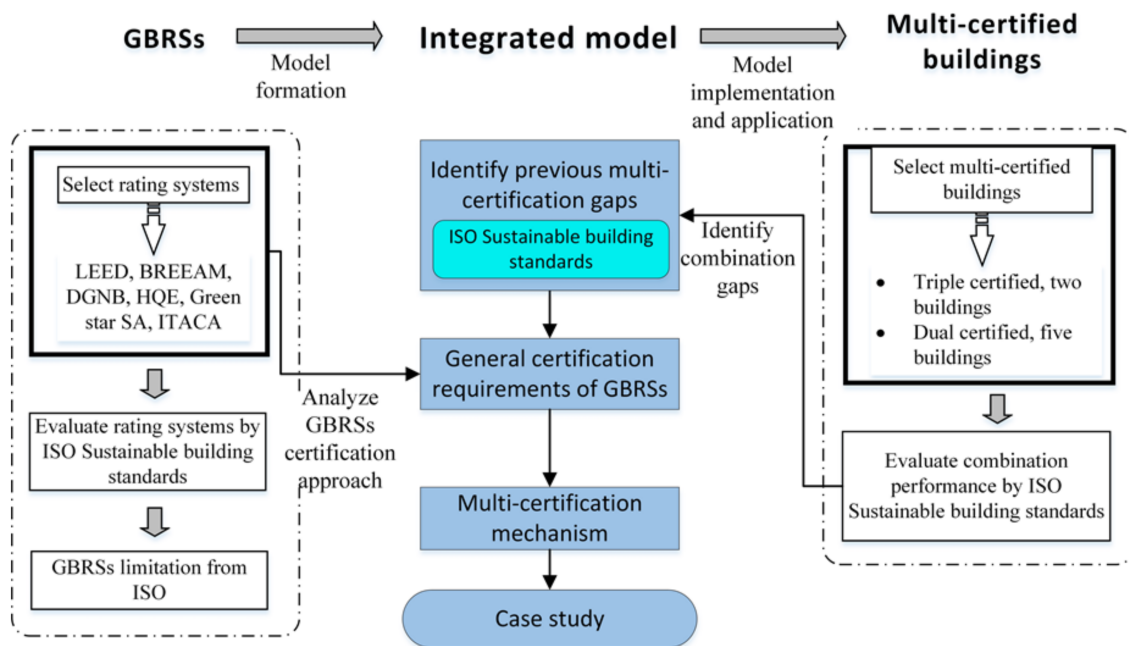 GBRSs
Model
formation
Integrated model
Model
implementation
and application
Multi-certified
buildings
Select rating systems
LEED, BREEAM,
DGNB, HQE, Green
star SA, ITACA
Evaluate rating systems by
ISO Sustainable building
standards
GBRSs limitation from
ISO
Analyze
GBRSs
certification
approach
Identify previous multi-
certification gaps
ISO Sustainable building
standards
General certification
requirements of GBRSs
Multi-certification
mechanism
Case study
Identify
combination
gaps
Select multi-certified
buildings
• Triple certified, two
buildings
• Dual certified, five
buildings
Evaluate combination
performance by ISO
Sustainable building standards